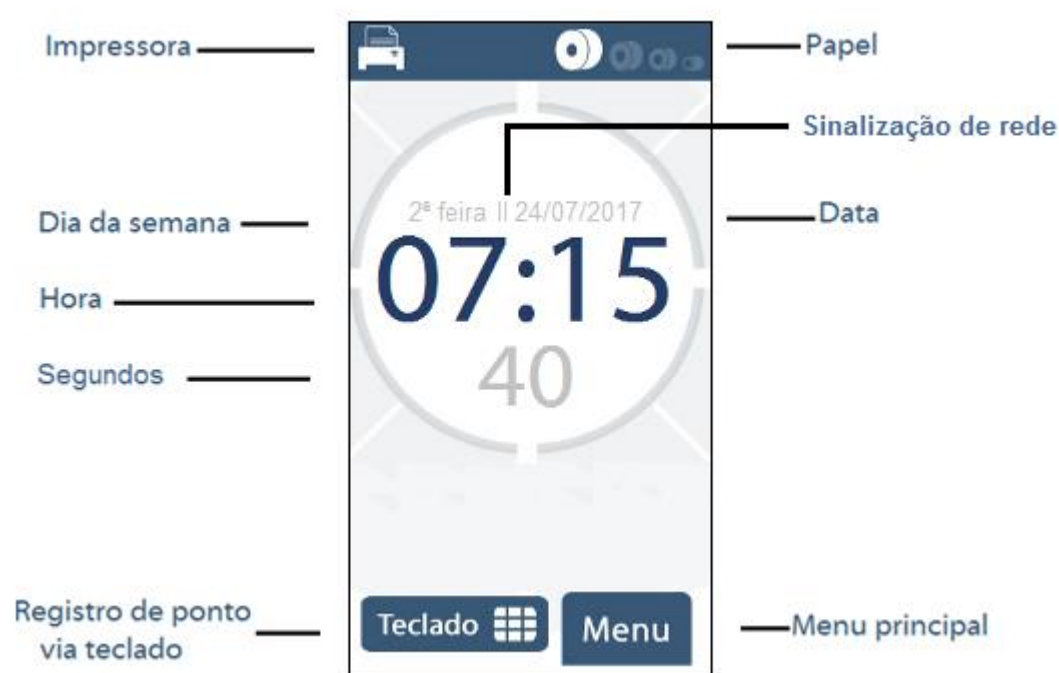 Impressora
Papel
Sinalização de rede
2ª feira II 24/07/2017
Dia da semana
Data
07:15
Hora
40
Segundos
Registro de ponto
via teclado
Teclado
Menu
Menu principal